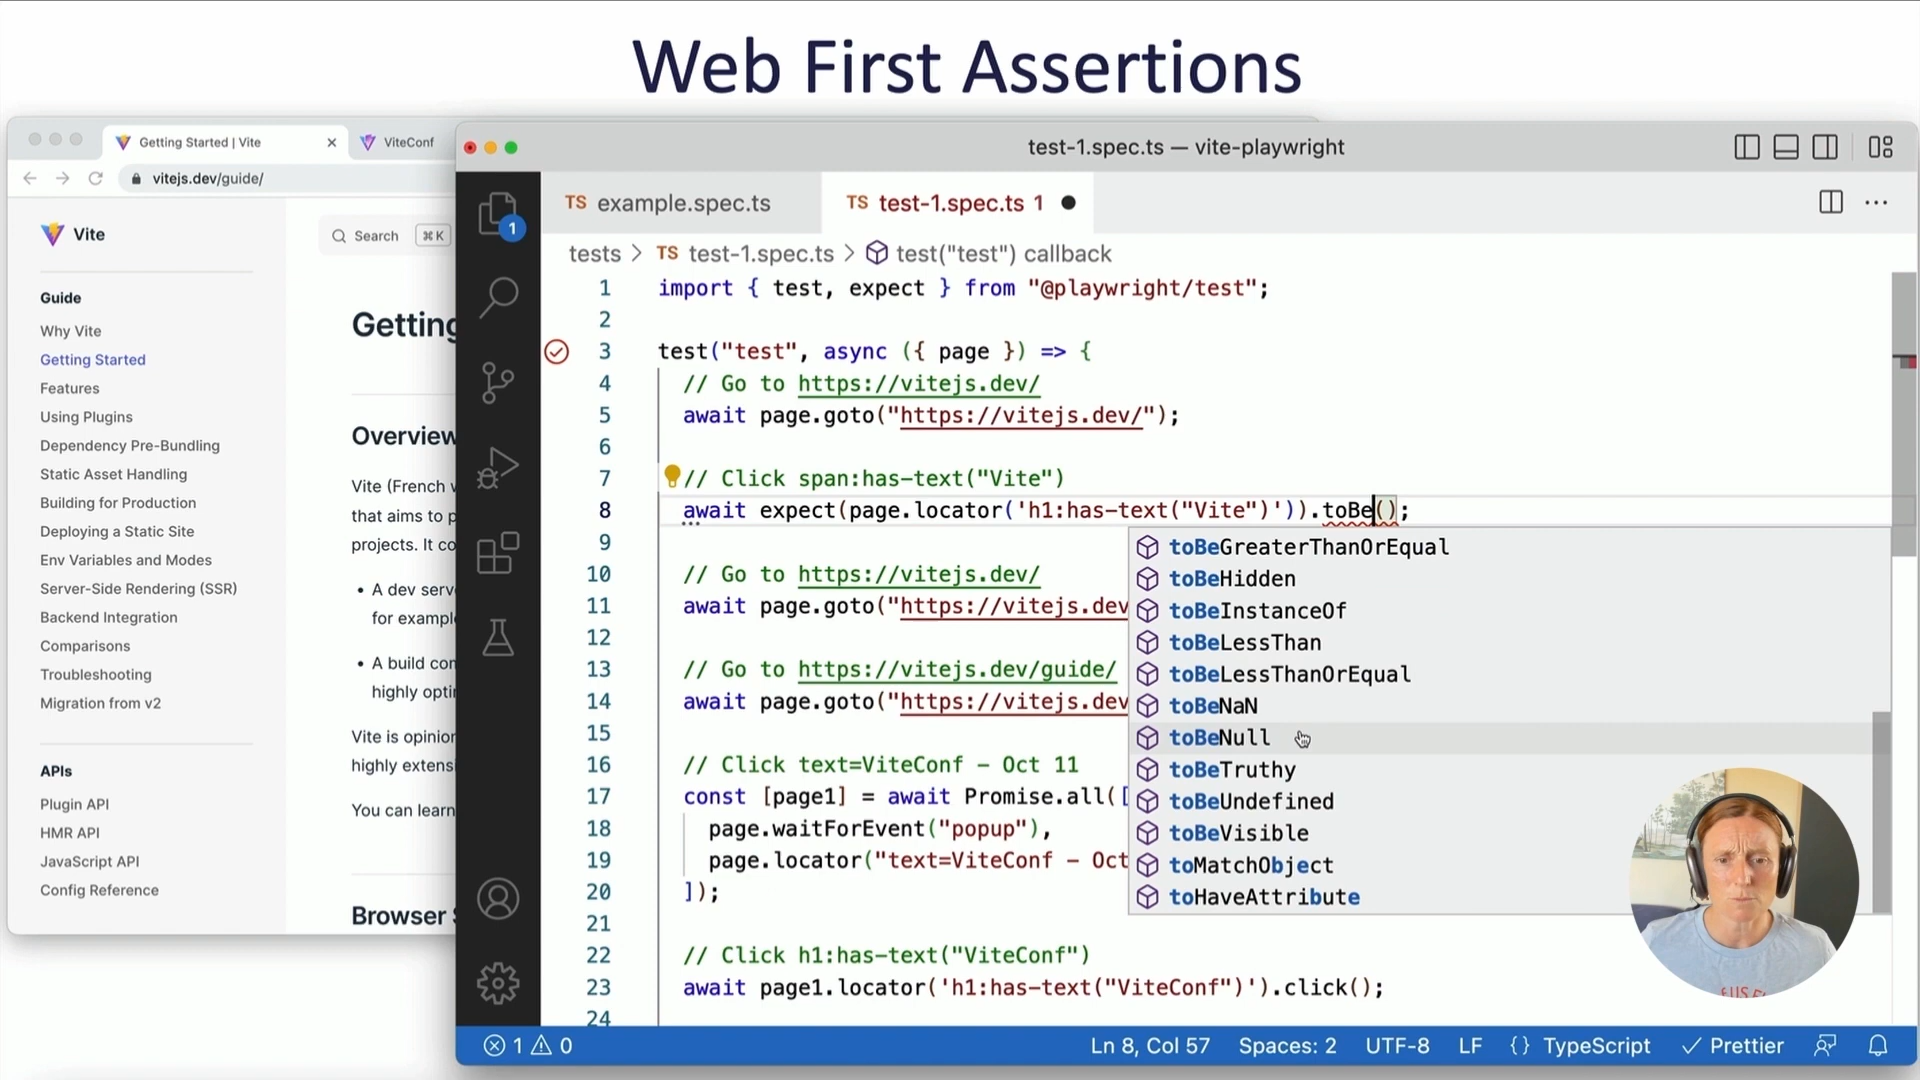 Web First Assertions
Getting Started | Vite
ViteConf
vitejs.dev/guide/
Vite
Search
⌘ K
Guide
Why Vite
Getting Started
Features
Using Plugins
Dependency Pre-Bundling
Static Asset Handling
Building for Production
Deploying a Static Site
Env Variables and Modes
Server-Side Rendering (SSR)
Backend Integration
Comparisons
Troubleshooting
Migration from v2
APIs
Plugin API
HMR API
JavaScript API
Config Reference
Getting
Overview
Vite (French
that aims to
projects. It
• A dev
for
• A build
highly
Vite is
highly
You can learn
Browser
test-1.spec.ts — vite-playwright
1
TS example.spec.ts
TS test-1.spec.ts 1 ●
tests > TS test-1.spec.ts > test("test") callback
1 import { test, expect } from "@playwright/test";
2
3 test("test", async ({ page }) => {
4 // Go to https://vitejs.dev/
5 await page.goto("https://vitejs.dev/");
6
7 // Click span:has-text("Vite")
8 await expect(page.locator('h1:has-text("Vite")')).toBe();
9
10 // Go to https://vitejs.dev/
11 await page.goto("https://vitejs.dev
12
13 // Go to https://vitejs.dev/guide/
14 await page.goto("https://vitejs.dev
15
16 // Click text=ViteConf – Oct 11
17 const [page1] = await Promise.all([
18 page.waitForEvent("popup"),
19 page.locator("text=ViteConf – Oct
20 ]);
21
22 // Click h1:has-text("ViteConf")
23 await page1.locator('h1:has-text("ViteConf")').click();
24
toBeGreaterThanOrEqual
toBeHidden
toBeInstanceOf
toBeLessThan
toBeLessThanOrEqual
toBeNaN
toBeNull
toBeTruthy
toBeUndefined
toBeVisible
toMatchObject
toHaveAttribute
1 0
Ln 8, Col 57 Spaces: 2 UTF-8 LF {} TypeScript ✓ Prettier